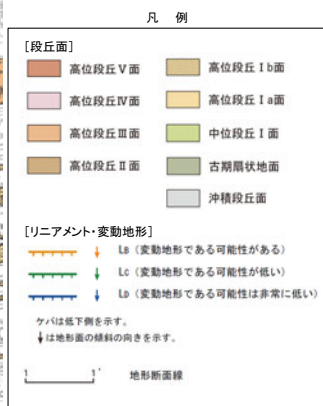 凡 例
[段丘面]
高位段丘Ⅴ面
高位段丘Ⅳ面
高位段丘Ⅲ面
高位段丘Ⅱ面
高位段丘Ⅰb面
高位段丘Ⅰa面
中位段丘Ⅰ面
古期扇状地面
沖積段丘面
[リニアメント・変動地形]
LB (変動地形である可能性がある)
LC (変動地形である可能性が低い)
LD (変動地形である可能性は非常に低い)
ケバは低下側を示す。
↓は地形面の傾斜の向きを示す。
1 1' 地形断面線